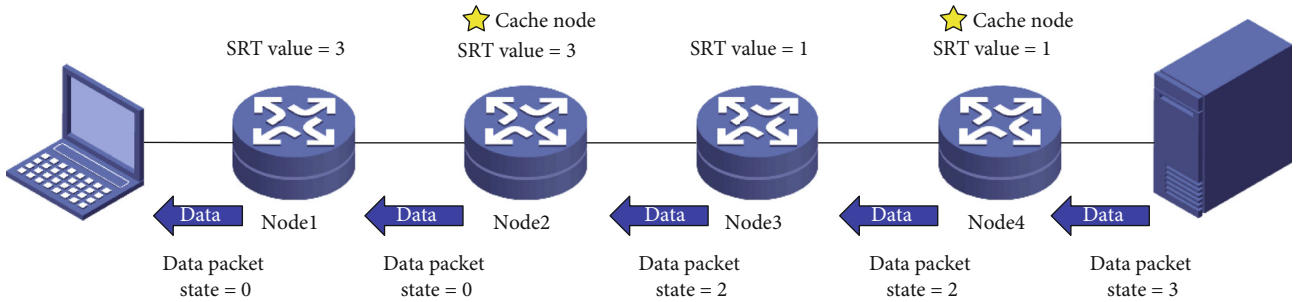 Cache node
Cache node
SRT value = 3
SRT value = 3
SRT value = 1
SRT value = 1
Data
Data
Data
Data
Data
Node1
Node2
Node3
Node4
Data packet
state = 0
Data packet
state = 0
Data packet
state = 2
Data packet
state = 2
Data packet
state = 3